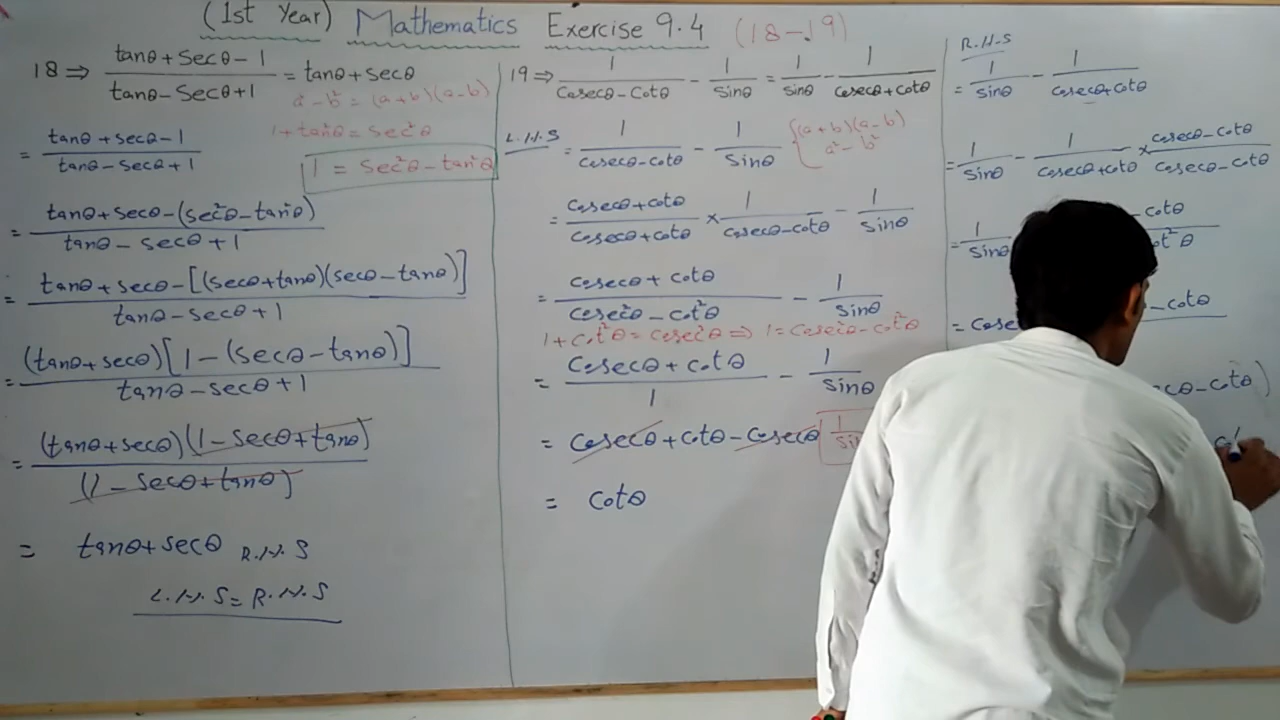 (1st Year) Mathematics Exercise 9.4 (18-19)
18 ⇒ (tanθ + Secθ - 1)/(tanθ - Secθ + 1) = tanθ + secθ
a² - b² = (a+b)(a-b)
1 + tan²θ = sec²θ
1 = sec²θ - tan²θ
= (tanθ + secθ - 1)/(tanθ - secθ + 1)
= (tanθ + secθ - (sec²θ - tan²θ))/(tanθ - secθ + 1)
= (tanθ + secθ - [(secθ + tanθ)(secθ - tanθ)])/(tanθ - secθ + 1)
= (tanθ + secθ)[1 - (secθ - tanθ)]/(tanθ - secθ + 1)
= (tanθ + secθ)(1 - secθ + tanθ)/(1 - secθ + tanθ)
= tanθ + secθ R.H.S
L.H.S = R.H.S
19 ⇒ 1/(Cosecθ - Cotθ) - 1/Sinθ = 1/Sinθ - 1/(cosecθ + cotθ)
L.H.S = 1/(cosecθ - cotθ) - 1/Sinθ
{(a+b)(a-b)
a² - b²
= (cosecθ + cotθ)/(cosecθ + cotθ) × 1/(cosecθ - cotθ) - 1/Sinθ
= (cosecθ + cotθ)/(cosec²θ - cot²θ) - 1/Sinθ
1 + cot²θ = cosec²θ ⇒ 1 = cosec²θ - cot²θ
= (Cosecθ + cotθ)/1 - 1/Sinθ
= Cosecθ + cotθ - Cosecθ
= Cotθ
R.H.S
= 1/Sinθ - 1/(cosecθ + cotθ)
= 1/Sinθ - 1/(cosecθ + cotθ) × (cosecθ - cotθ)/(cosecθ - cotθ)
= 1/Sinθ - cotθ
= - cotθ
- cotθ)